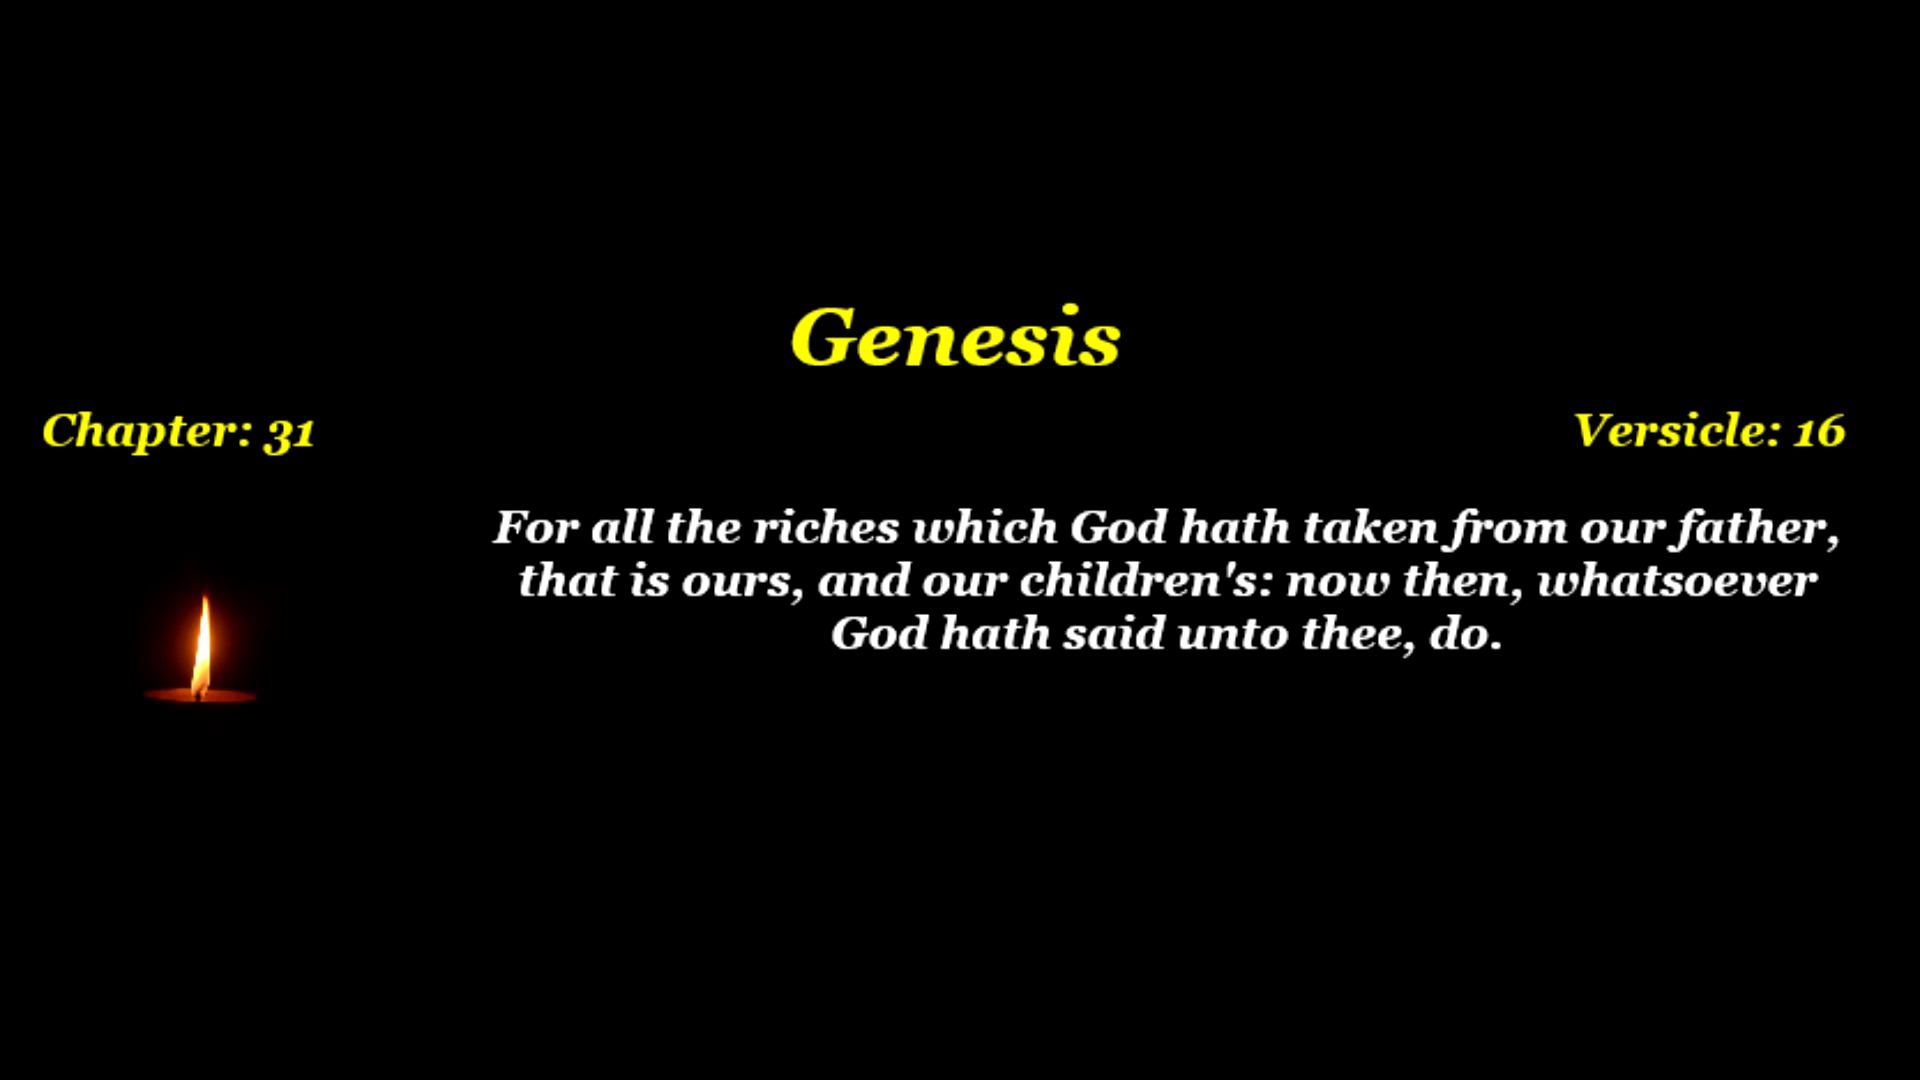 Genesis
Chapter: 31
Versicle: 16
For all the riches which God hath taken from our father,
that is ours, and our children's: now then, whatsoever
God hath said unto thee, do.